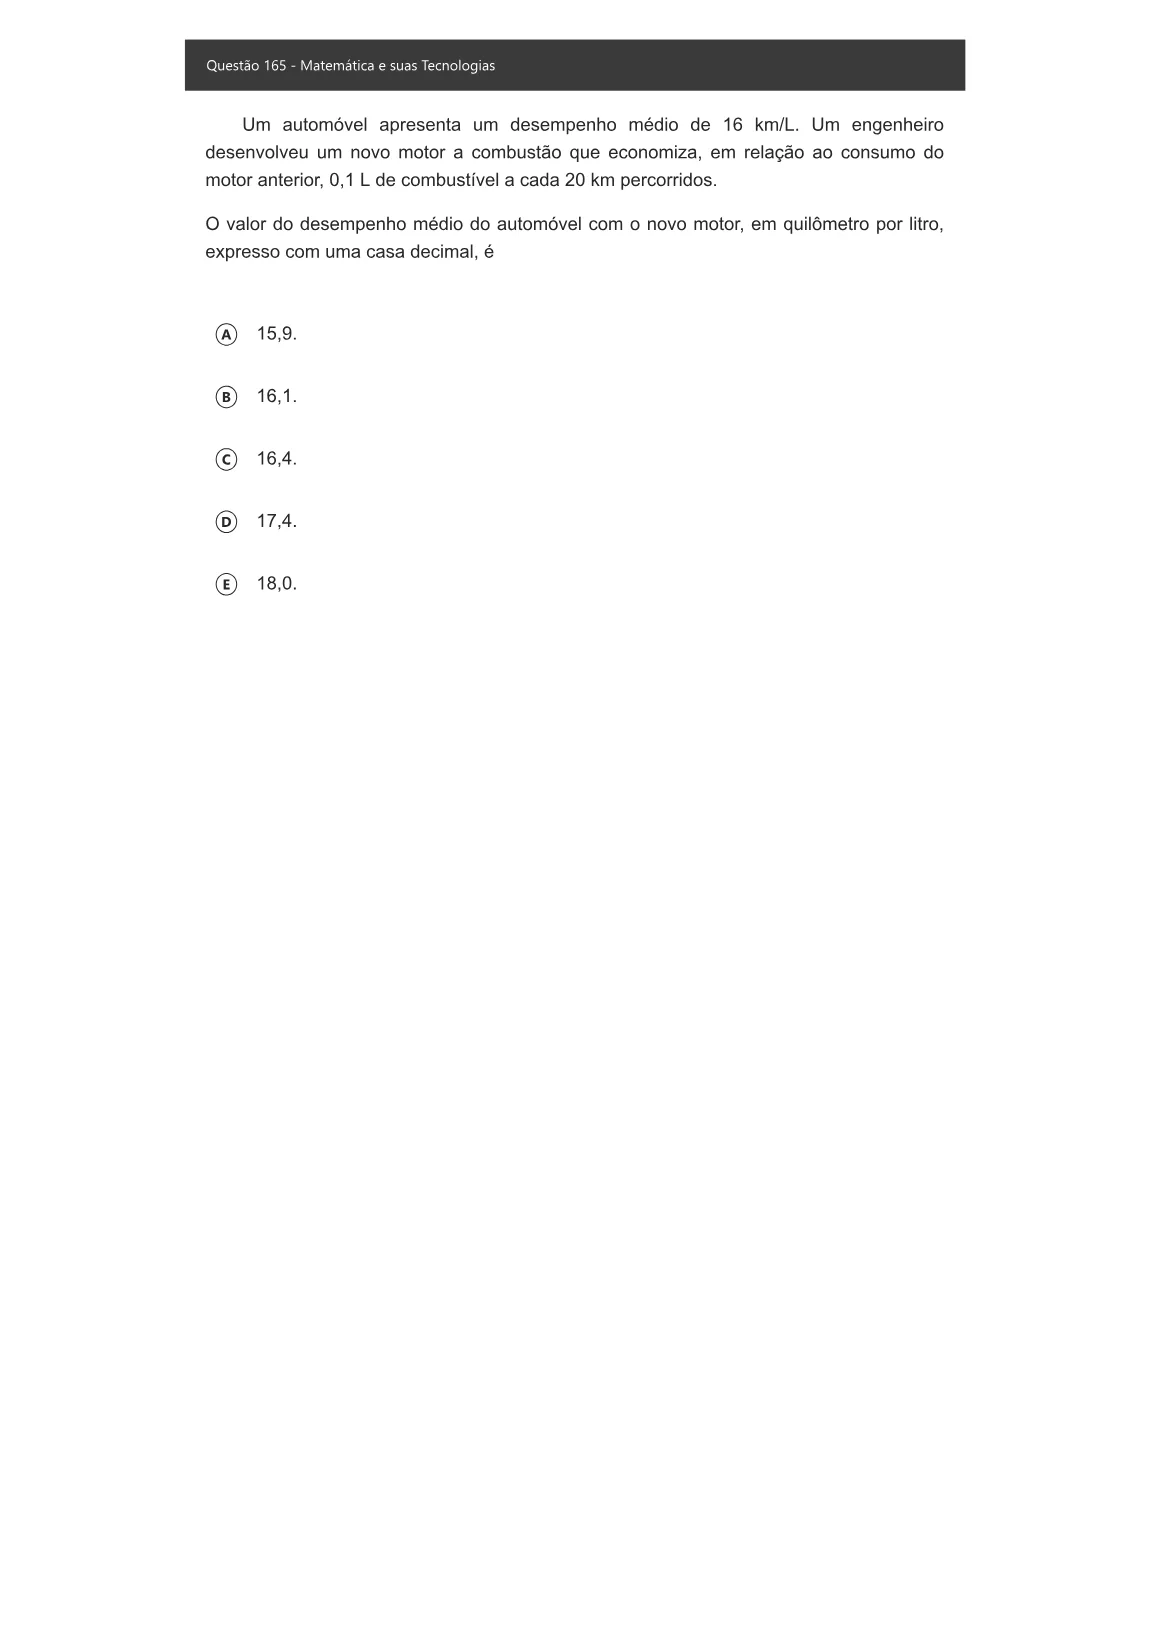 Questão 165 - Matemática e suas Tecnologias
Um automóvel apresenta um desempenho médio de 16 km/L. Um engenheiro
desenvolveu um novo motor a combustão que economiza, em relação ao consumo do
motor anterior, 0,1 L de combustível a cada 20 km percorridos.
O valor do desempenho médio do automóvel com o novo motor, em quilômetro por litro,
expresso com uma casa decimal, é
A 15,9.
B 16,1.
C 16,4.
D 17,4.
E 18,0.